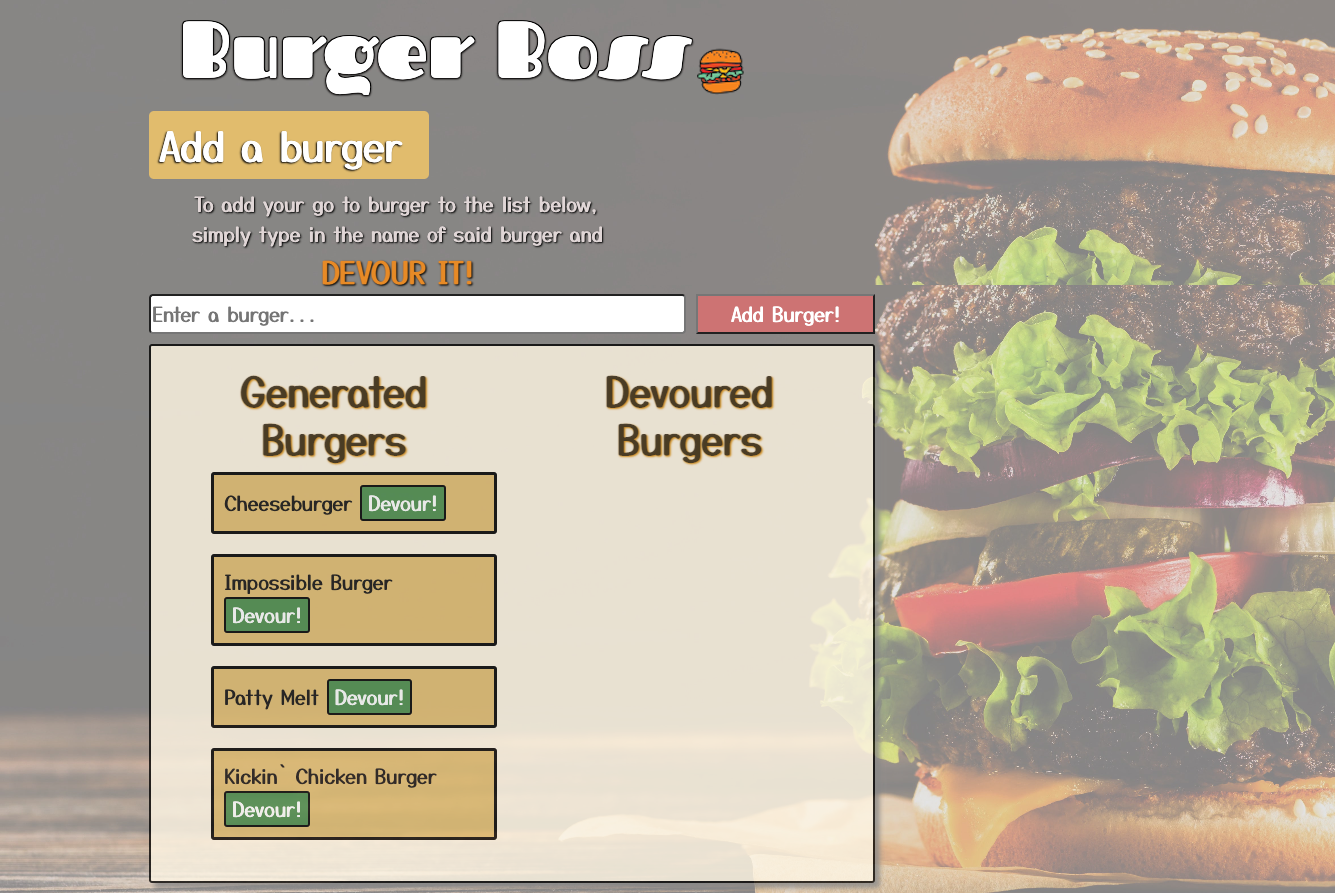 Burger Boss
Add a burger
To add your go to burger to the list below,
simply type in the name of said burger and
DEVOUR IT!
Enter a burger...
Add Burger!
Generated
Burgers
Cheeseburger Devour!
Impossible Burger
Devour!
Patty Melt Devour!
Kickin` Chicken Burger
Devour!
Devoured
Burgers